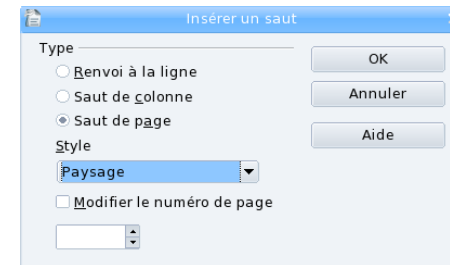 Insérer un saut
Type
Renvoi à la ligne
Saut de colonne
Saut de page
Style
Paysage
Modifier le numéro de page
OK
Annuler
Aide